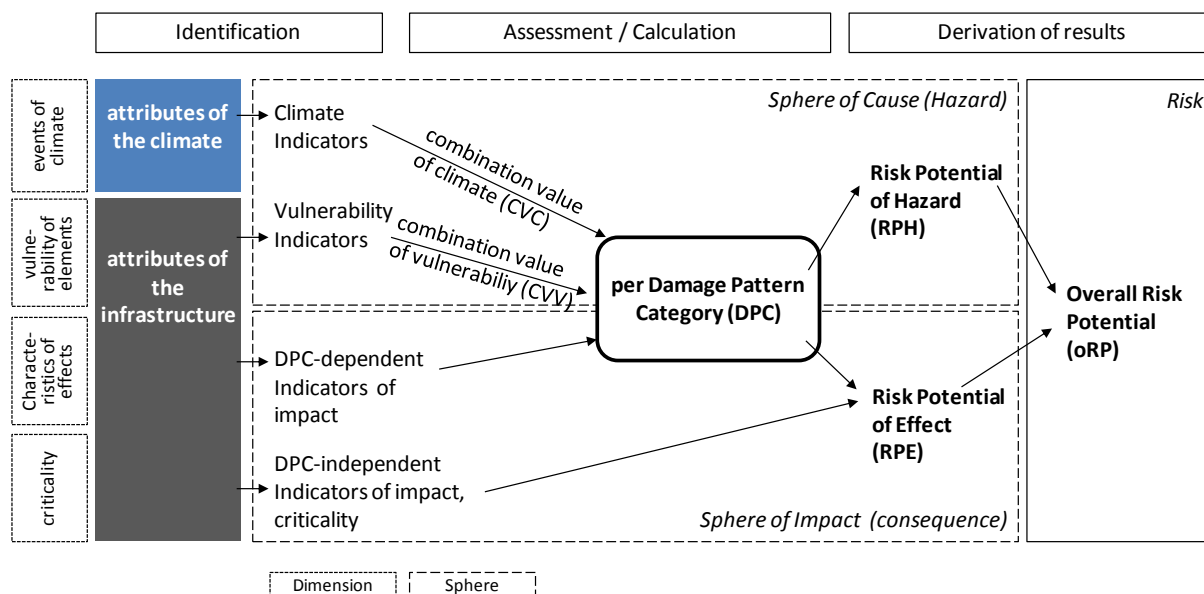 Identification
Assessment / Calculation
Derivation of results
events of
climate
vulne-
rability of
elements
Characte-
ristics of
effects
criticality
attributes of
the climate
attributes of
the
infrastructure
Climate
Indicators
Vulnerability
Indicators
DPC-dependent
Indicators of
impact
DPC-independent
Indicators of impact,
criticality
combination value
of climate (CVC)
combination value
of vulnerabiliy (CVV)
per Damage Pattern
Category (DPC)
Sphere of Cause (Hazard)
Risk Potential
of Hazard
(RPH)
Risk Potential
of Effect
(RPE)
Sphere of Impact (consequence)
Risk
Overall Risk
Potential
(oRP)
Dimension
Sphere